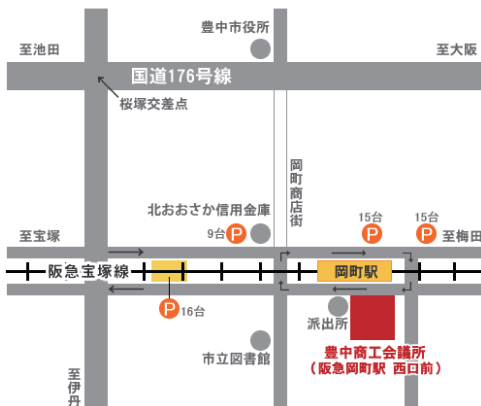 豊中市役所
至池田
至大阪
国道176号線
桜塚交差点
岡町商店街
北おおさか信用金庫
9台 P
15台
P
15台
P
至宝塚
至梅田
阪急宝塚線
岡町駅
P 16台
派出所
市立図書館
豊中商工会議所
(阪急岡町駅 西口前)
至伊丹